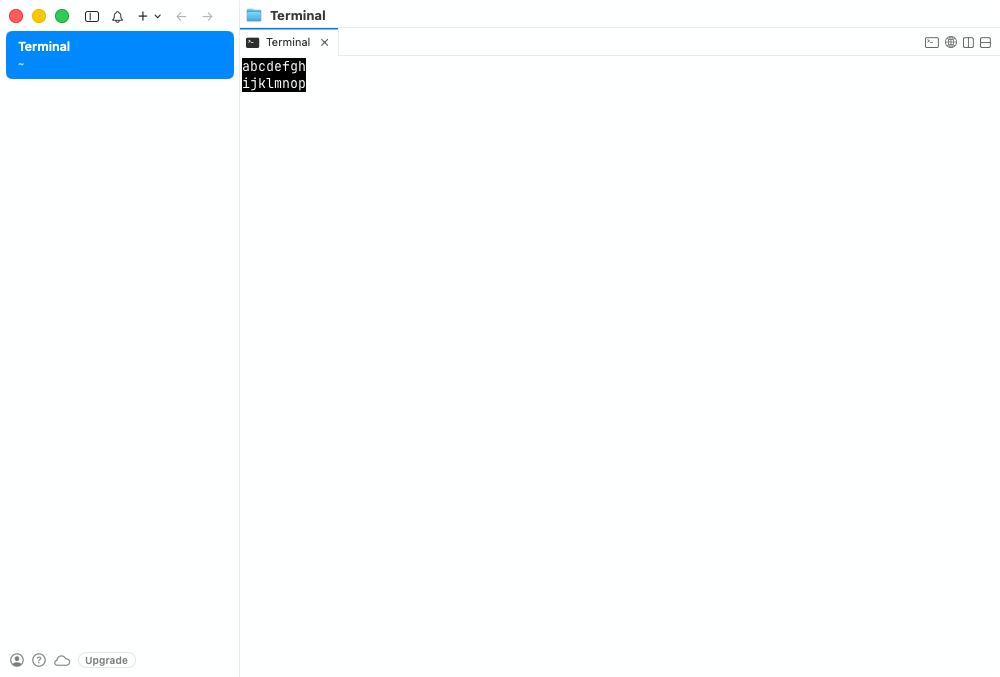 Terminal
Terminal
~
Terminal
abcdefgh
ijklmnop
Upgrade